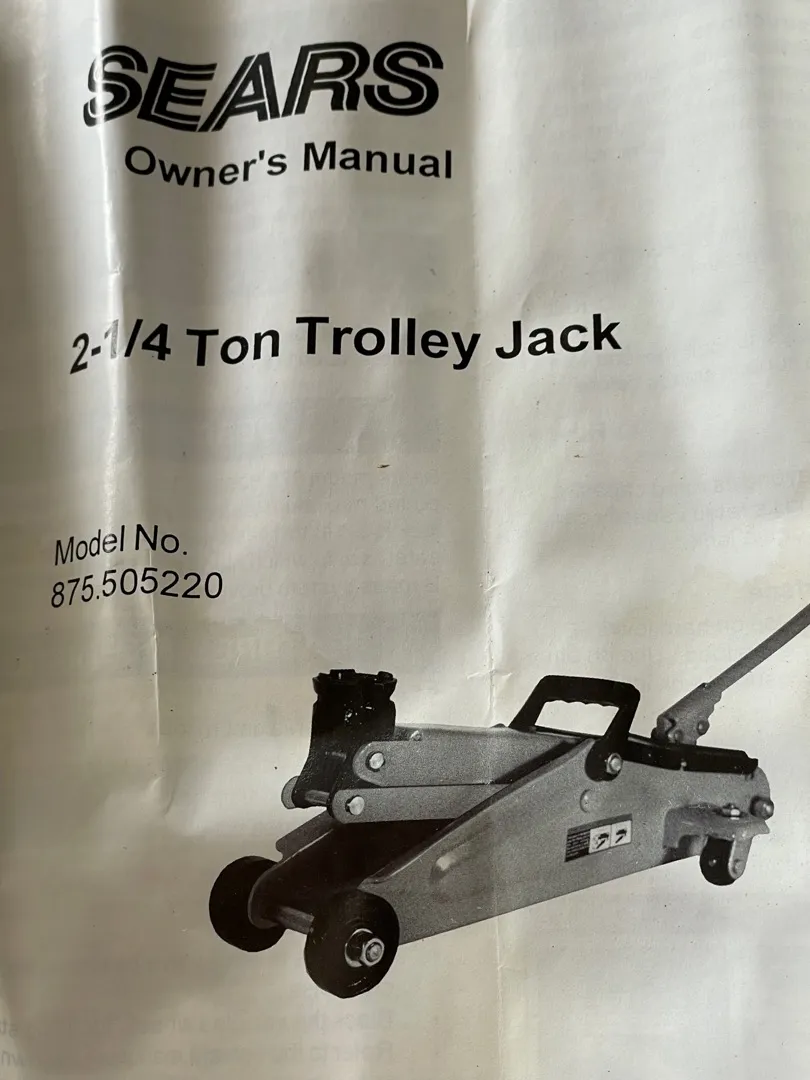 SEARS
Owner's Manual
2-1/4 Ton Trolley Jack
Model No.
875.505220